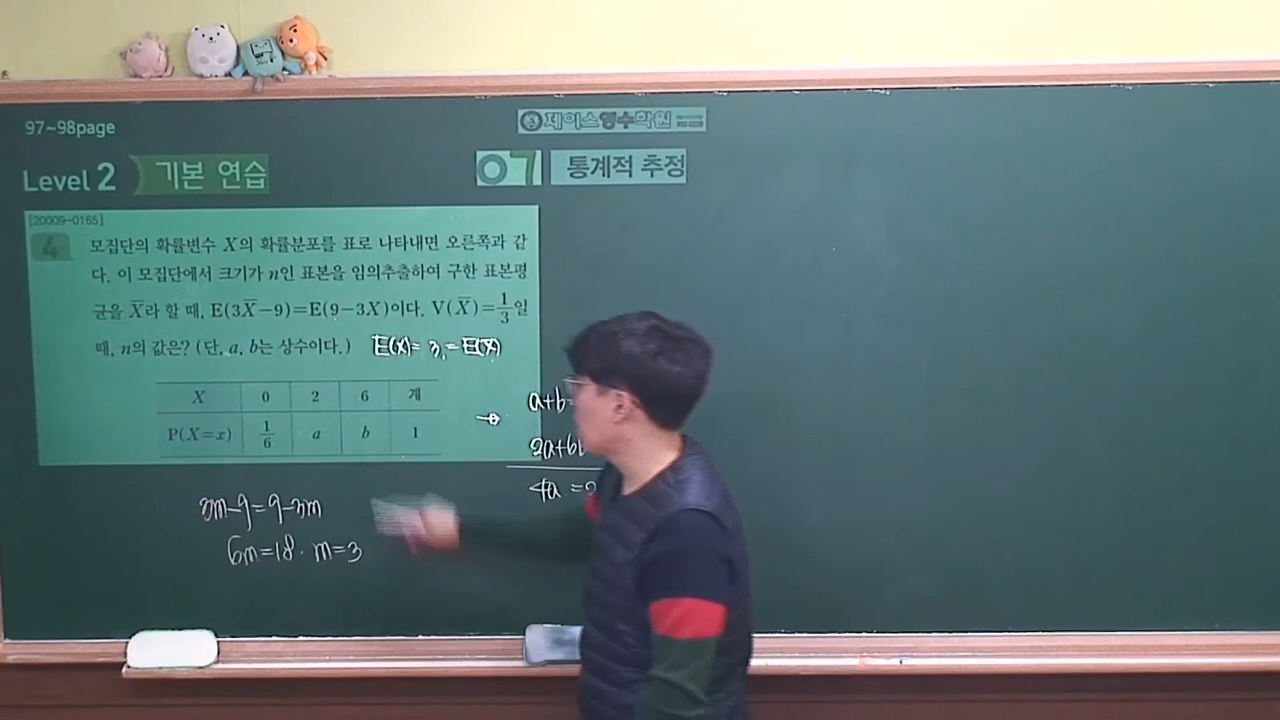 97~98page
제이스영수학원
Level 2 기본 연습
07 통계적 추정
[20009-0165]
4 모집단의 확률변수 X의 확률분포를 표로 나타내면 오른쪽과 같
다. 이 모집단에서 크기가 n인 표본을 임의추출하여 구한 표본평
균을 X̄라 할 때, E(3X̄-9)=E(9-3X)이다. V(X̄)=1/3일
때, n의 값은? (단, a, b는 상수이다.)
E(X)= 3 = E(X̄)
X 0 2 6 계
P(X=x) 1/6 a b 1
a+b=
2a+6b
4a =
3m-9=9-3m
6m=18. m=3